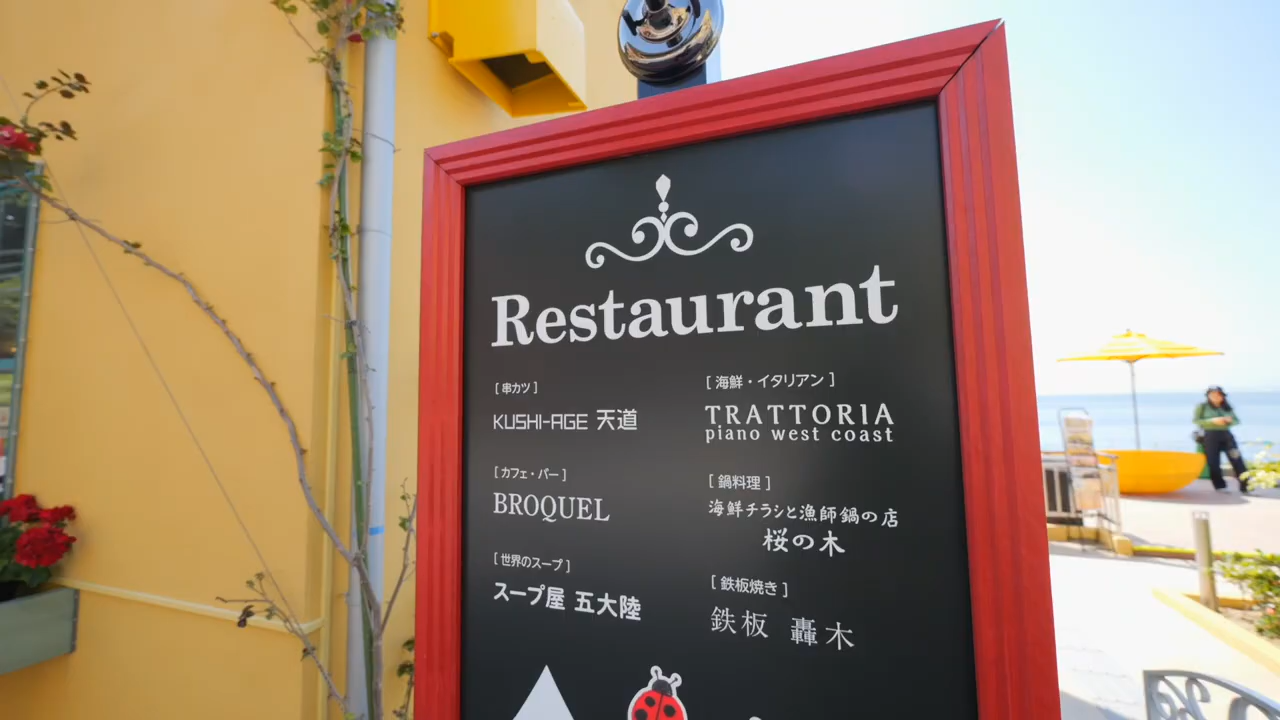 Restaurant
[串カツ]
KUSHI-AGE 天道
[カフェ・バー]
BROQUEL
[世界のスープ]
スープ屋 五大陸
[海鮮・イタリアン]
TRATTORIA
piano west coast
[鍋料理]
海鮮チラシと漁師鍋の店
桜の木
[鉄板焼き]
鉄板 轟木